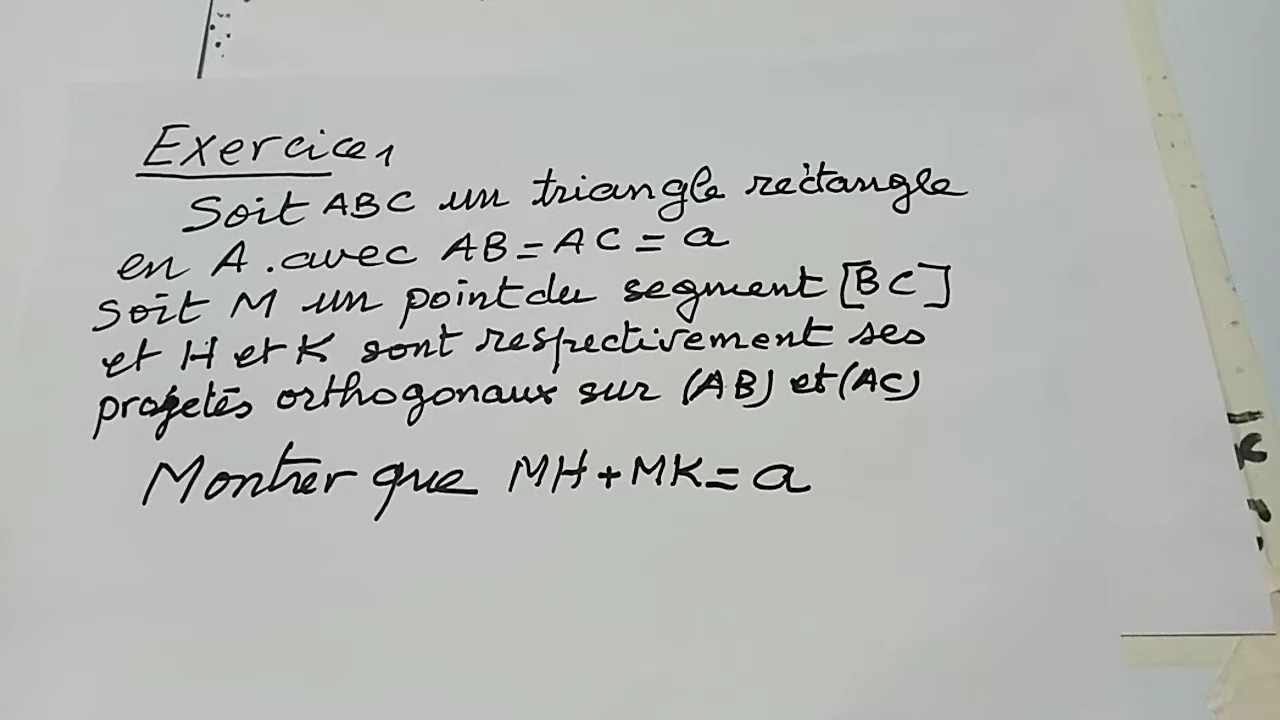 Exercice 1
Soit ABC un triangle rectangle
en A. avec AB = AC = a
Soit M un point du segment [BC]
et H et K sont respectivement ses
projetés orthogonaux sur (AB) et (AC)
Montrer que MH + MK = a